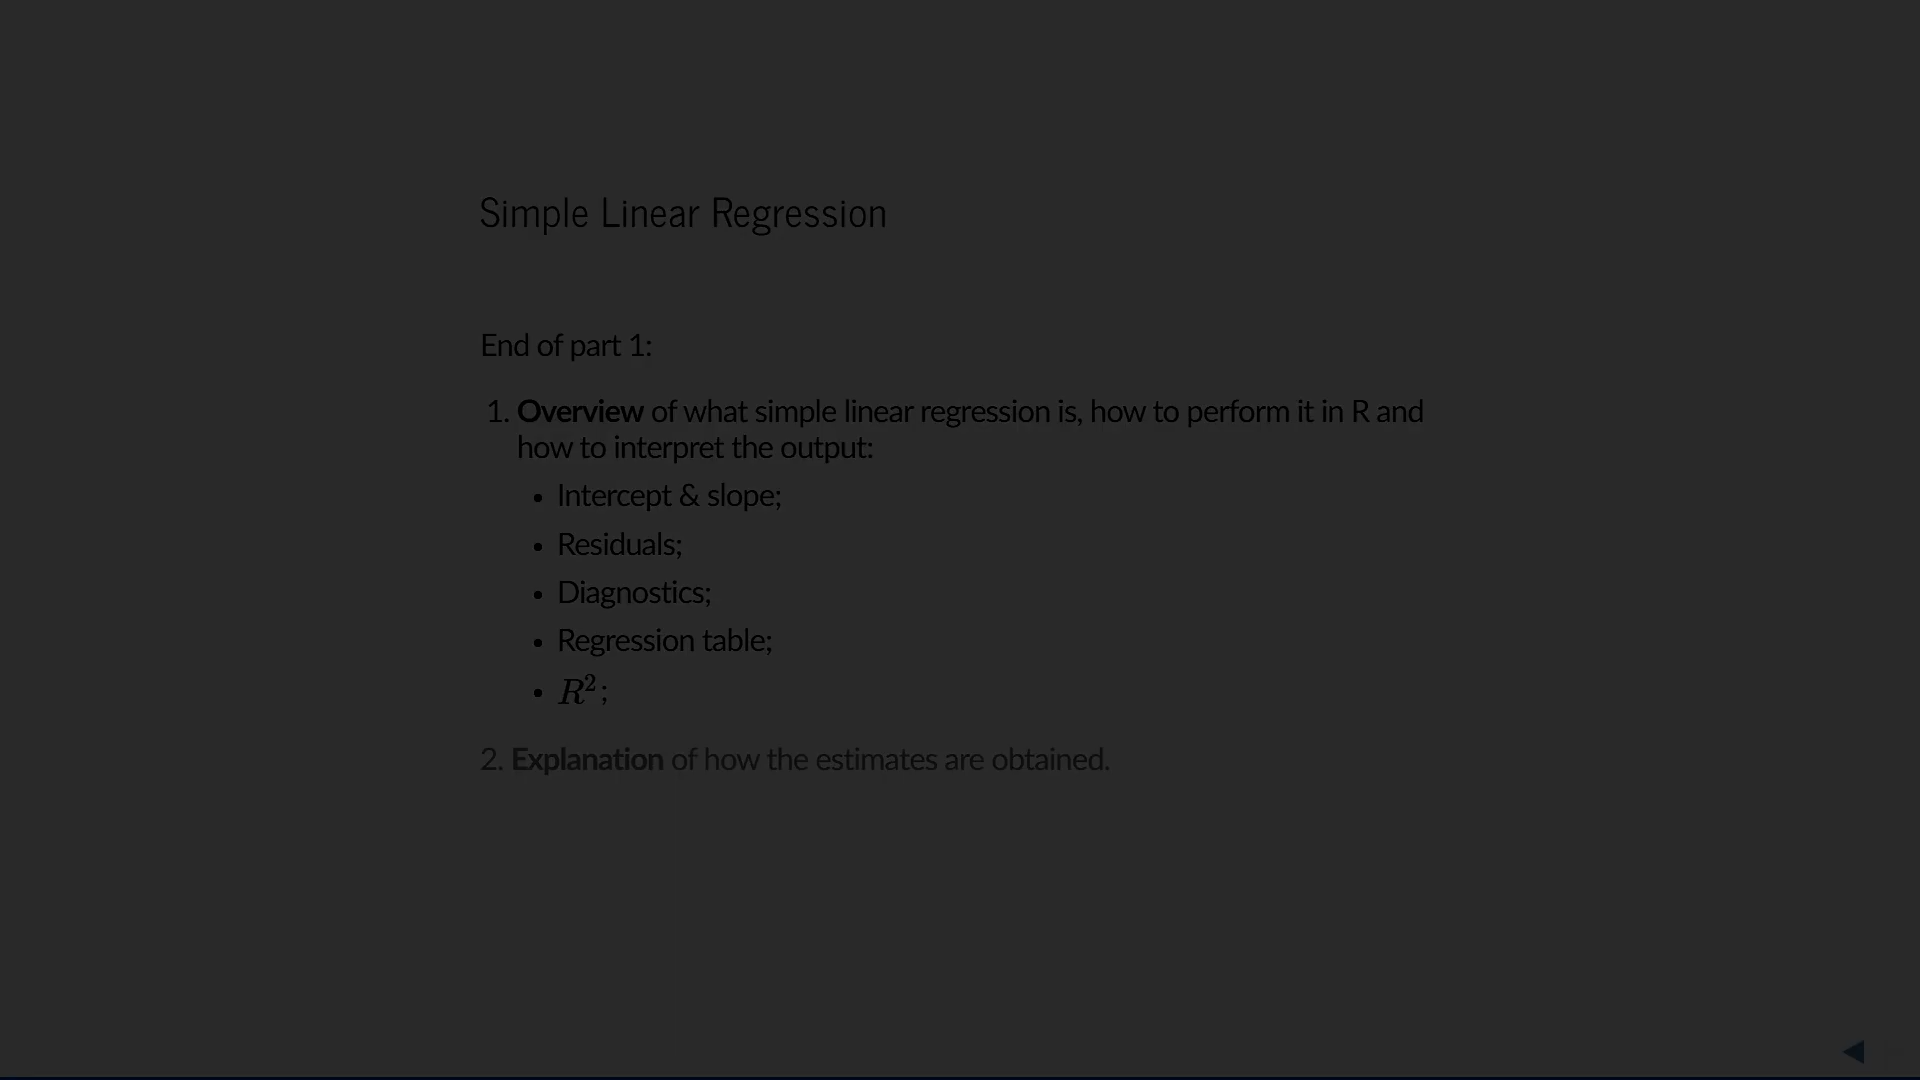 Simple Linear Regression
End of part 1:
1. Overview of what simple linear regression is, how to perform it in R and
how to interpret the output:
• Intercept & slope;
• Residuals;
• Diagnostics;
• Regression table;
• R²;
2. Explanation of how the estimates are obtained.